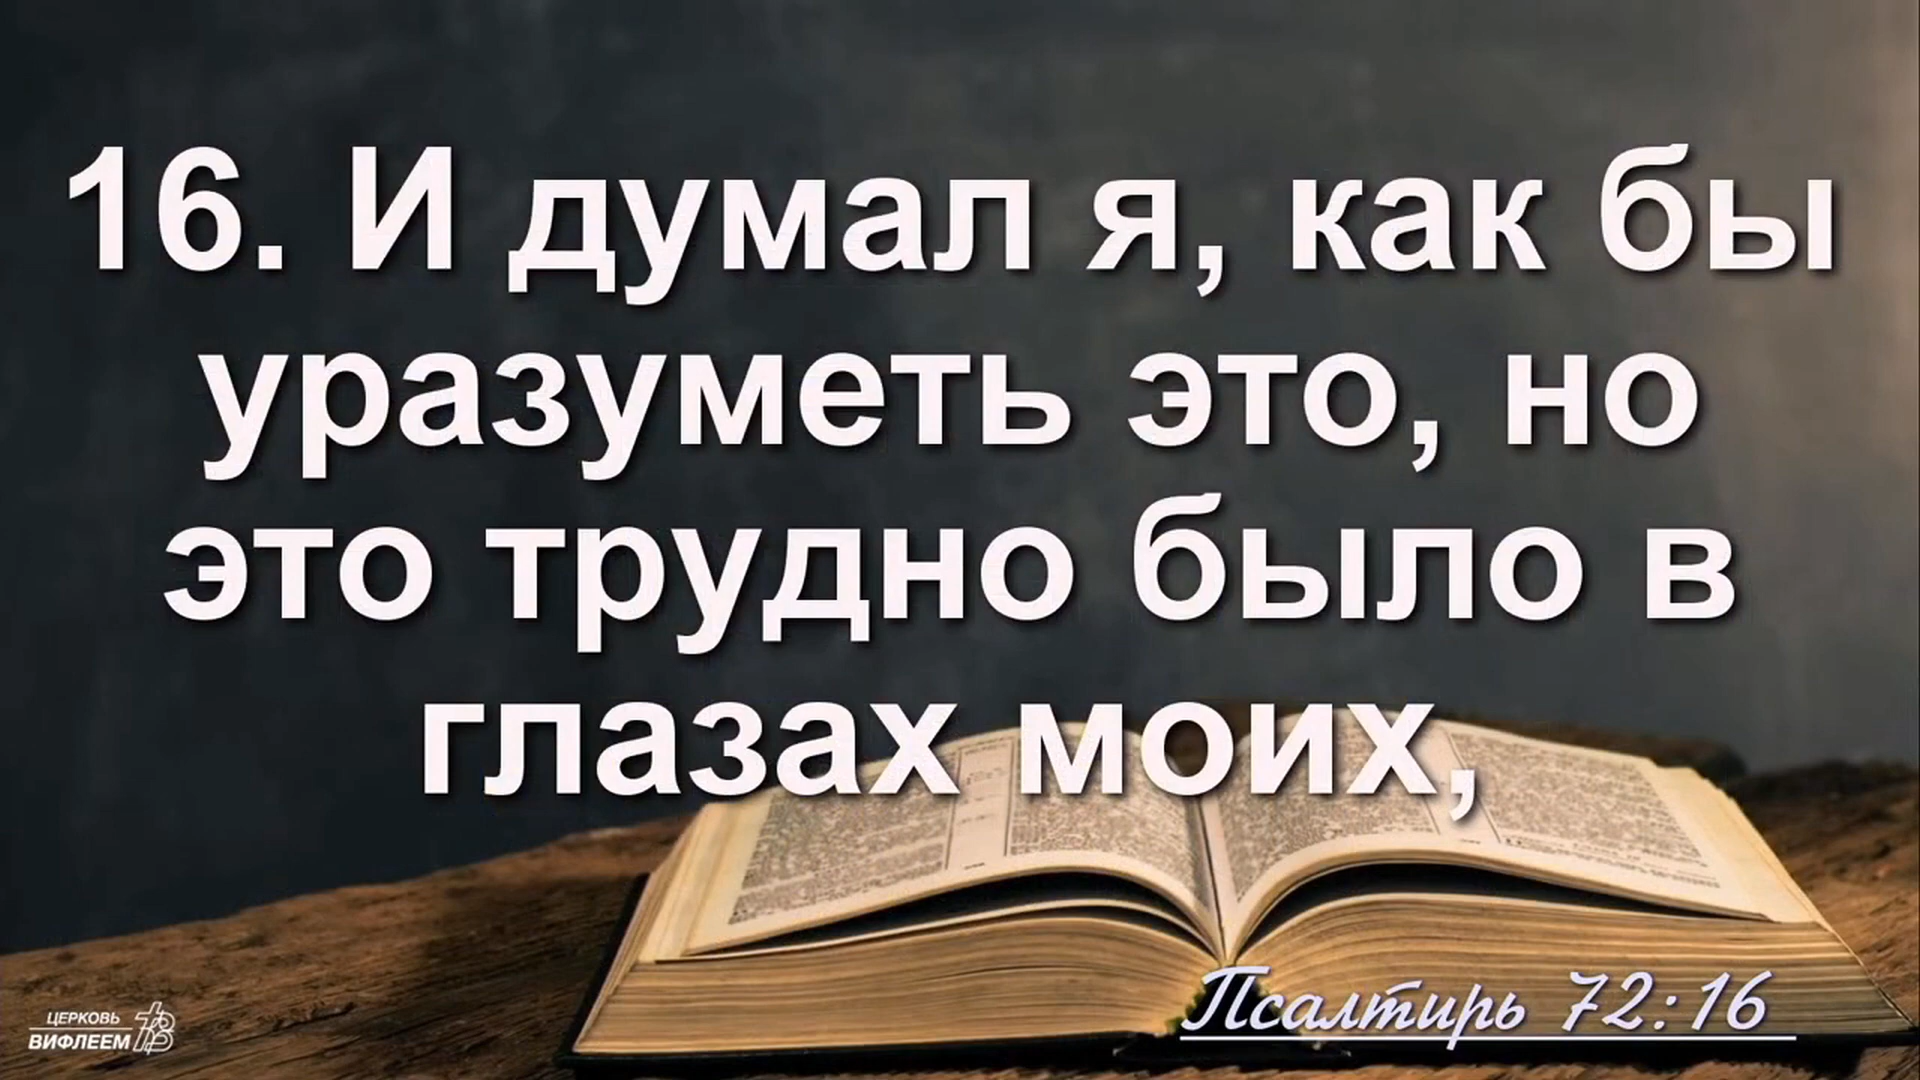 16. И думал я, как бы
уразуметь это, но
это трудно было в
глазах моих,
Псалтирь 72:16
ЦЕРКОВЬ
ВИФЛЕЕМ